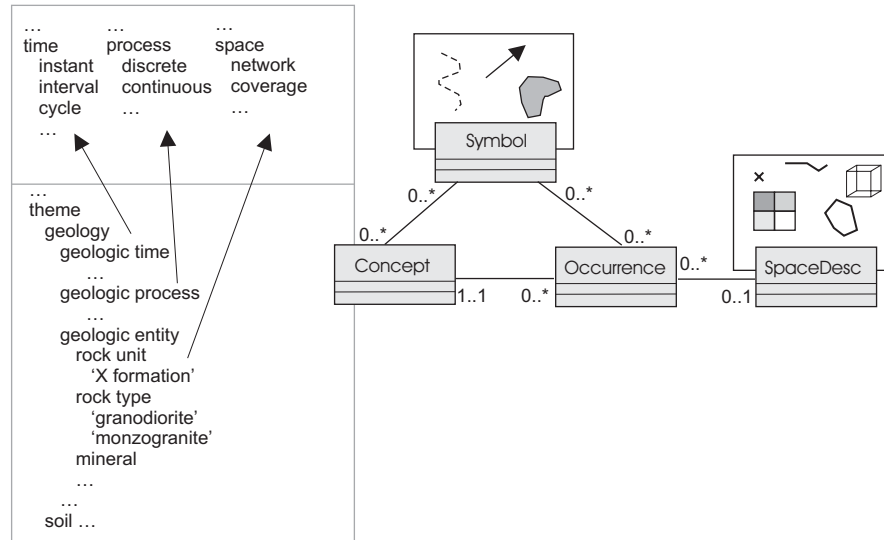 … … …
time process space
instant discrete network
interval continuous coverage
cycle … …
…
…
theme
geology
geologic time
…
geologic process
…
geologic entity
rock unit
‘X formation’
rock type
‘granodiorite’
‘monzogranite’
mineral
…
…
soil …
Symbol
0..* 0..*
0..* 0..*
Concept Occurrence SpaceDesc
1..1 0..* 0..* 0..1